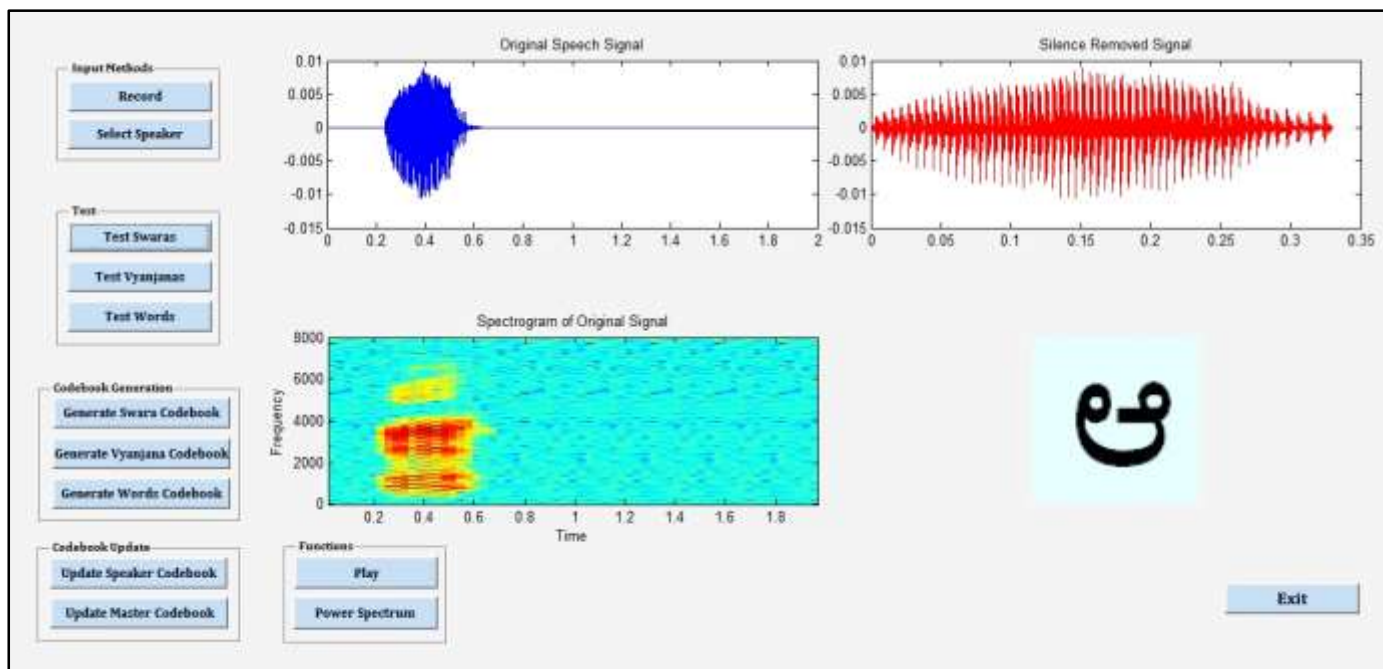 Original Speech Signal
0.01
0.005
0
-0.005
-0.01
-0.015
0 0.2 0.4 0.6 0.8 1 1.2 1.4 1.6 1.8 2
Silence Removed Signal
0.01
0.005
0
-0.005
-0.01
-0.015
0 0.05 0.1 0.15 0.2 0.25 0.3 0.35
Input Methods
Record
Select Speaker
Test
Test Swaras
Test Vyanjanas
Test Words
Spectrogram of Original Signal
Frequency
8000
6000
4000
2000
0
0.2 0.4 0.6 0.8 1 1.2 1.4 1.6 1.8
Time
ಆ
Codebook Generation
Generate Swara Codebook
Generate Vyanjana Codebook
Generate Words Codebook
Codebook Update
Update Speaker Codebook
Update Master Codebook
Functions
Play
Power Spectrum
Exit